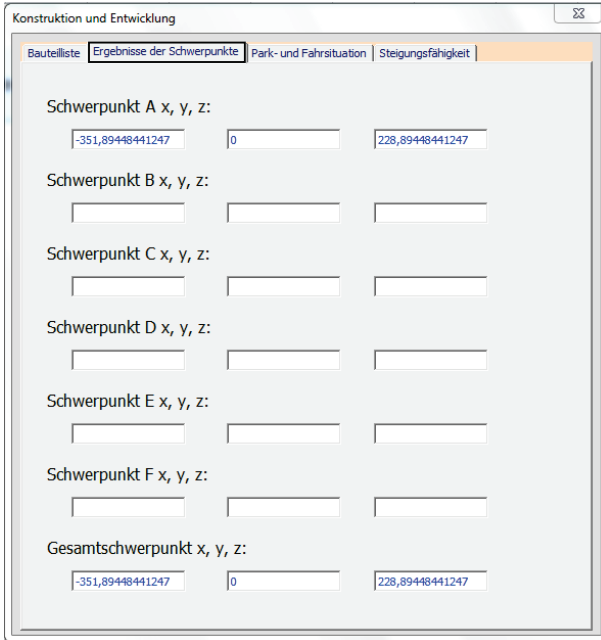 Konstruktion und Entwicklung
Bauteilliste Ergebnisse der Schwerpunkte Park- und Fahrsituation Steigungsfähigkeit
Schwerpunkt A x, y, z:
-351,89448441247 0 228,89448441247
Schwerpunkt B x, y, z:
Schwerpunkt C x, y, z:
Schwerpunkt D x, y, z:
Schwerpunkt E x, y, z:
Schwerpunkt F x, y, z:
Gesamtschwerpunkt x, y, z:
-351,89448441247 0 228,89448441247